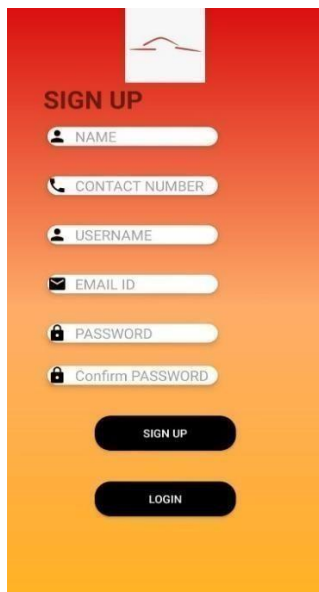 SIGN UP
NAME
CONTACT NUMBER
USERNAME
EMAIL ID
PASSWORD
Confirm PASSWORD
SIGN UP
LOGIN